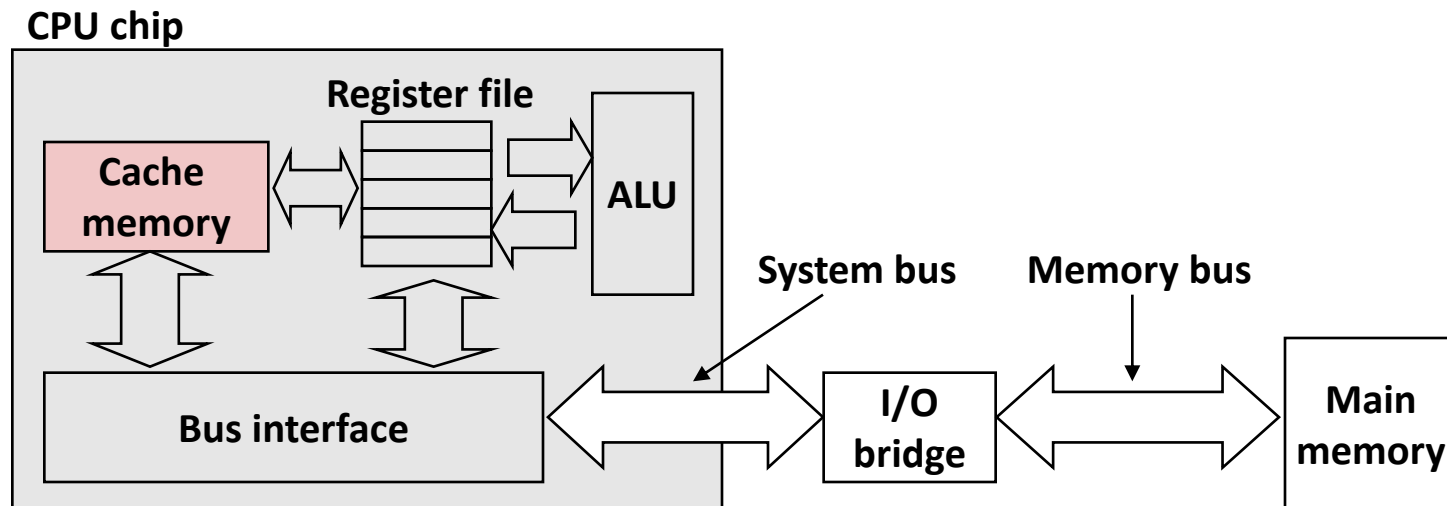 CPU chip
Register file
Cache
memory
ALU
System bus
Memory bus
Bus interface
I/O
bridge
Main
memory